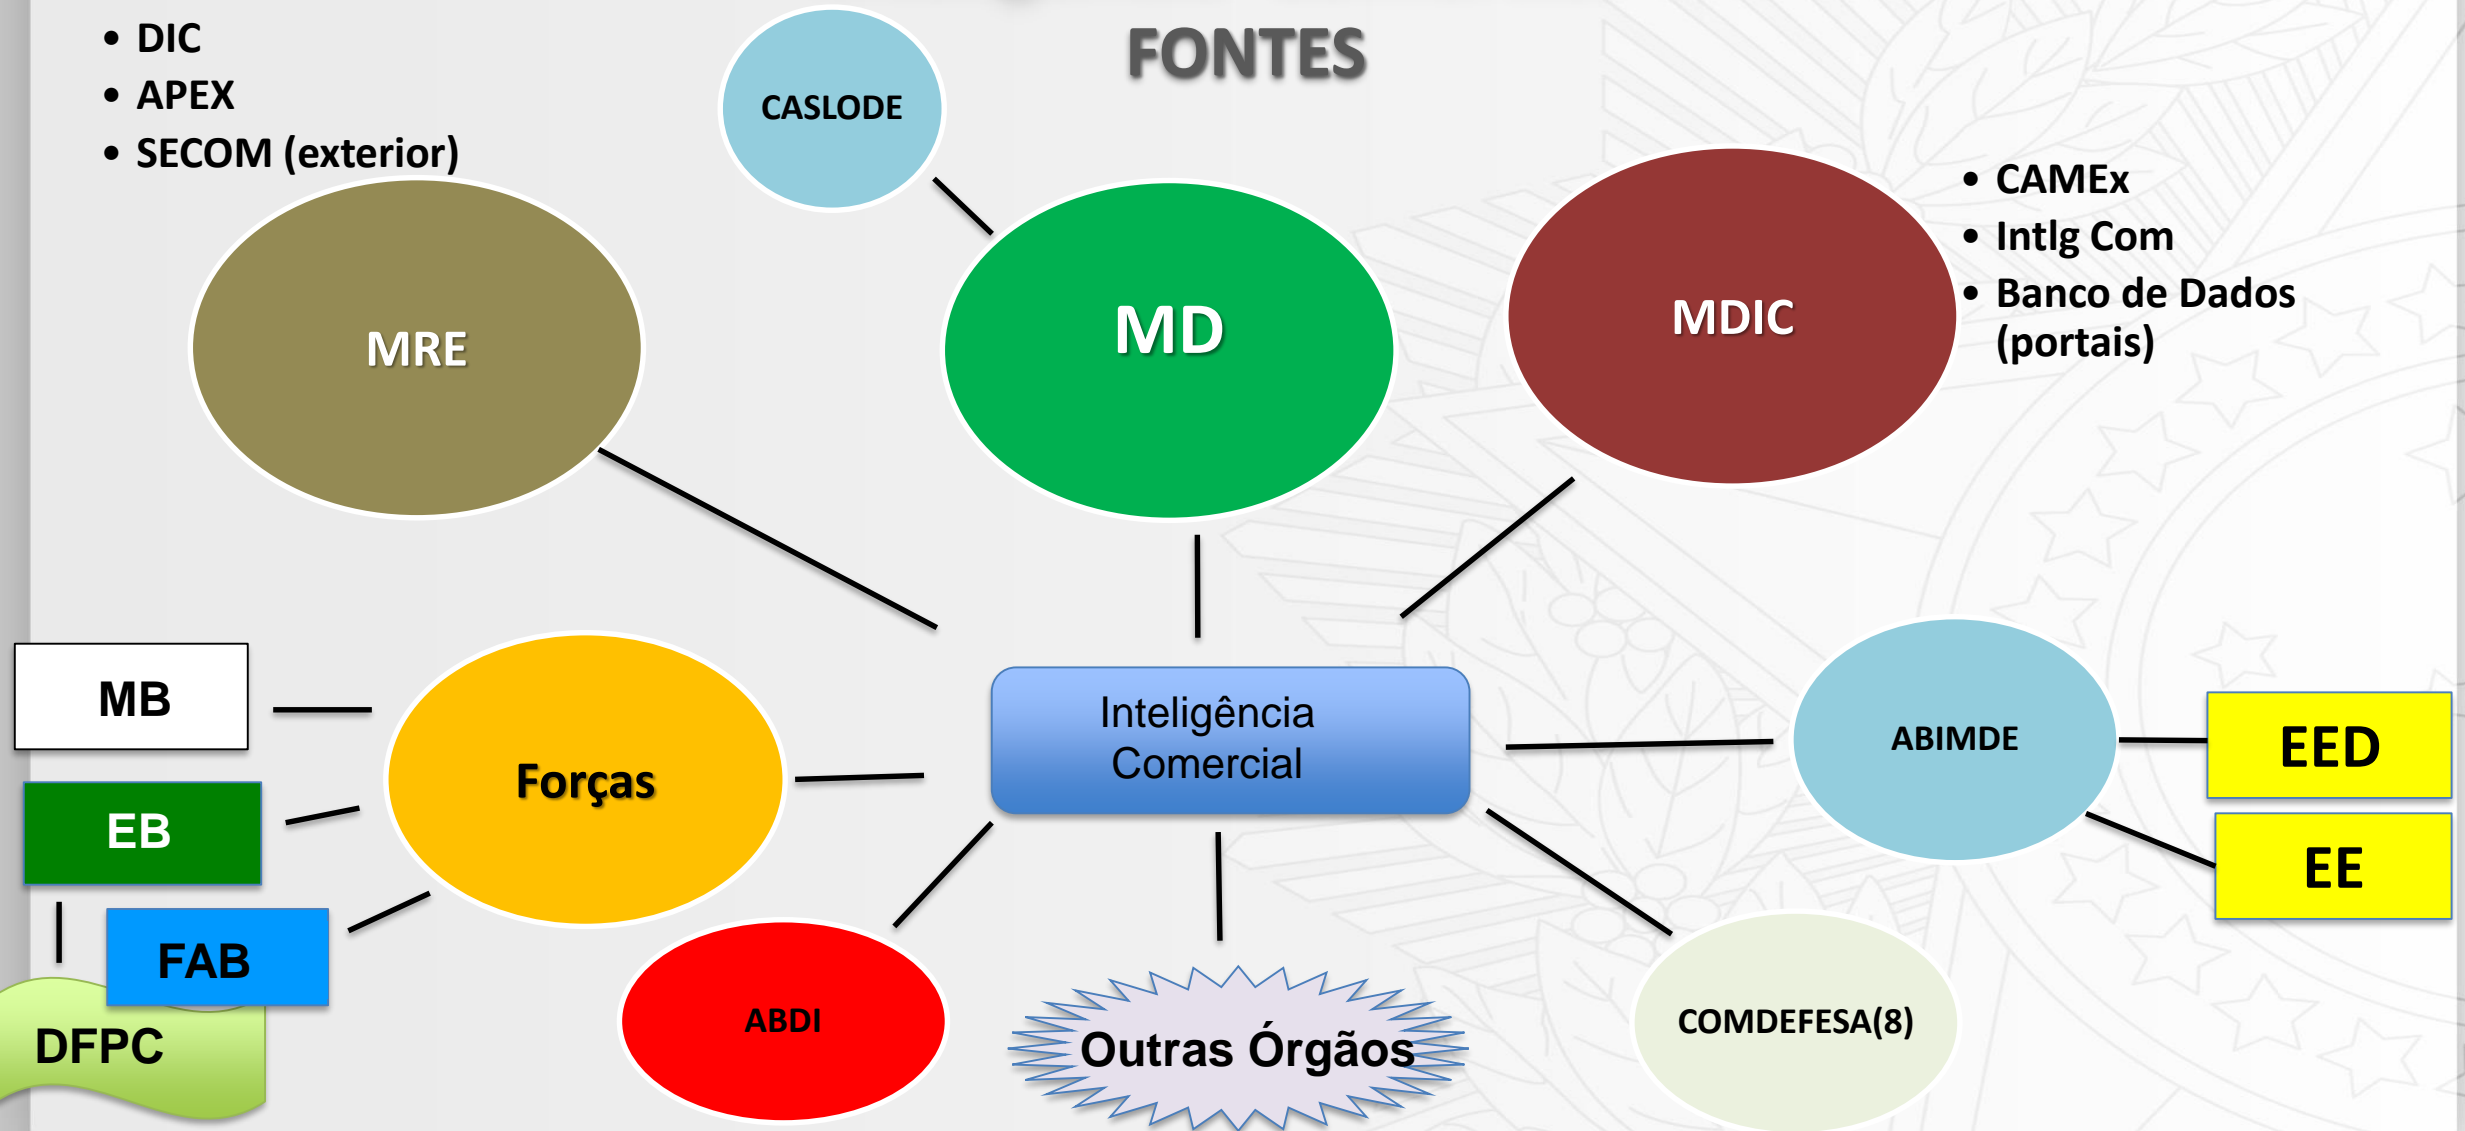 FONTES
• DIC
• APEX
• SECOM (exterior)
CASLODE
MRE
MD
MDIC
• CAMEx
• Intlg Com
• Banco de Dados
(portais)
MB
EB
FAB
DFPC
Forças
Inteligência
Comercial
ABIMDE
EED
EE
ABDI
Outras Órgãos
COMDEFESA(8)